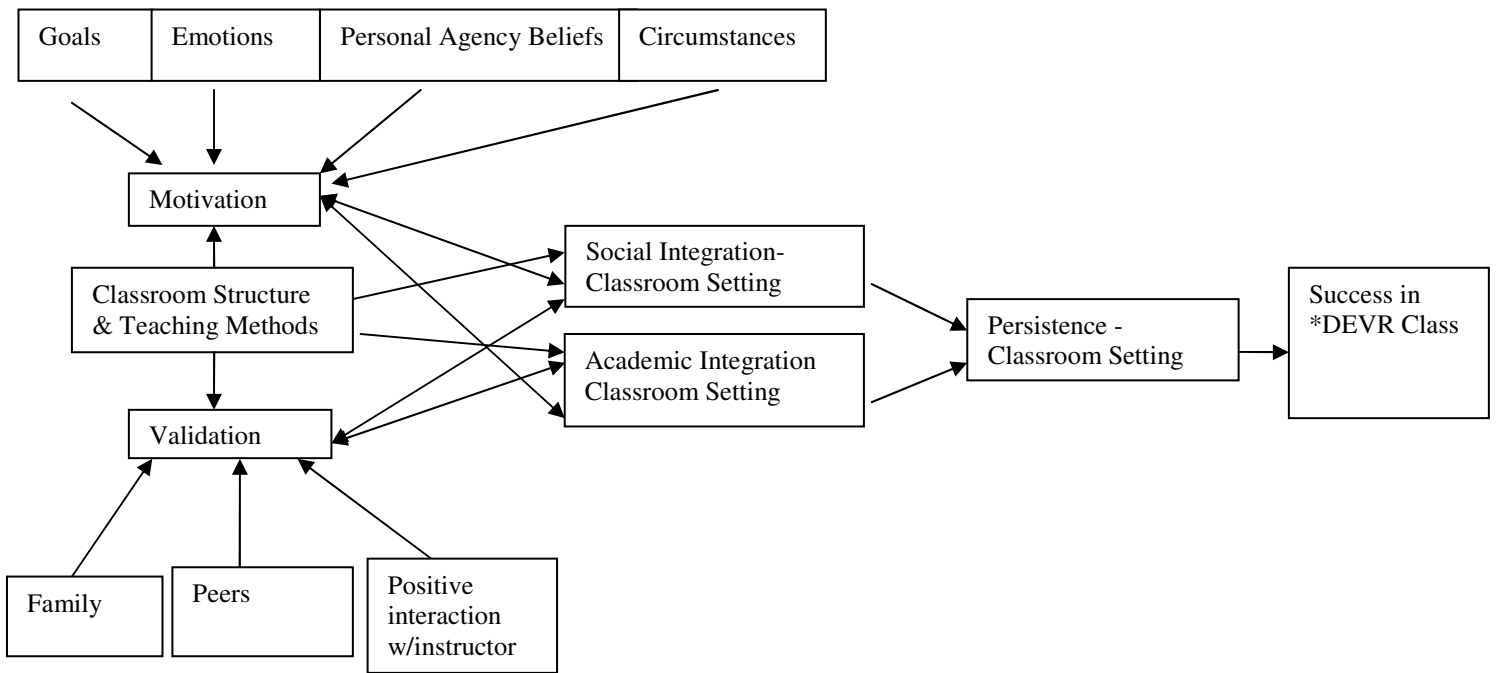 Goals
Emotions
Personal Agency Beliefs
Circumstances
Motivation
Classroom Structure
& Teaching Methods
Social Integration-
Classroom Setting
Academic Integration
Classroom Setting
Persistence -
Classroom Setting
Success in
*DEVR Class
Validation
Family
Peers
Positive
interaction
w/instructor